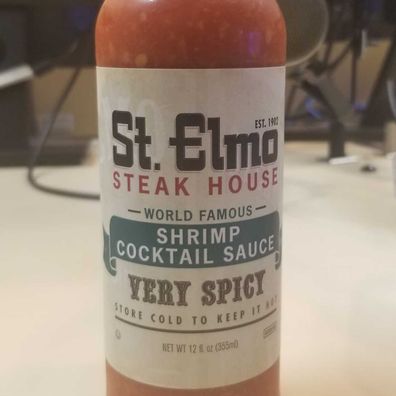 EST. 1902
St. Elmo
STEAK HOUSE
WORLD FAMOUS
SHRIMP
COCKTAIL SAUCE
VERY SPICY
STORE COLD TO KEEP IT HOT
NET WT 12 fl. oz (355ml)